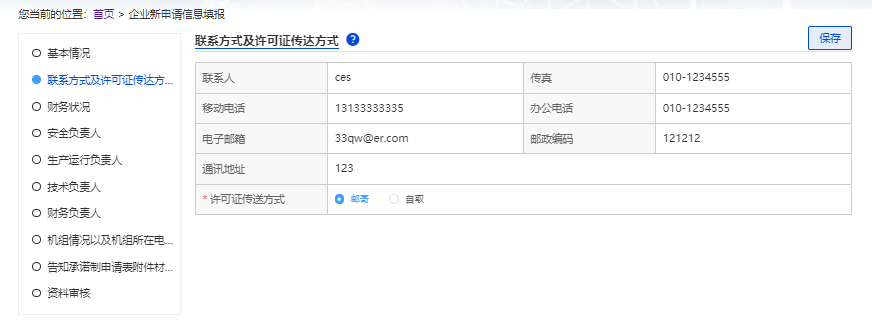 您当前的位置：首页 > 企业新申请信息填报
基本情况
联系方式及许可证传达方...
财务状况
安全负责人
生产运行负责人
技术负责人
财务负责人
机组情况以及机组所在电...
告知承诺制申请表附件材...
资料审核
联系方式及许可证传达方式 ?
保存
联系人 ces 传真 010-1234555
移动电话 13133333335 办公电话 010-1234555
电子邮箱 33qw@er.com 邮政编码 121212
通讯地址 123
*许可证传送方式 邮寄 自取